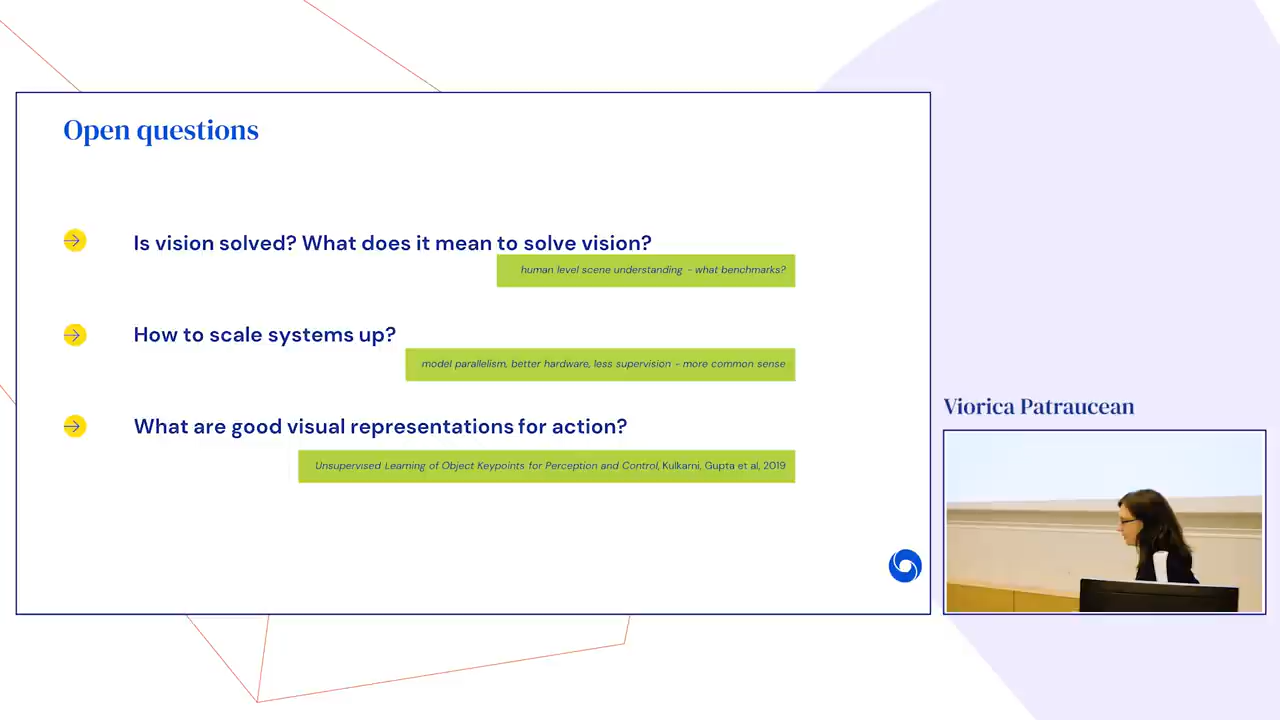 Open questions
Is vision solved? What does it mean to solve vision?
human level scene understanding - what benchmarks?
How to scale systems up?
model parallelism, better hardware, less supervision - more common sense
What are good visual representations for action?
Unsupervised Learning of Object Keypoints for Perception and Control, Kulkarni, Gupta et al, 2019
Viorica Patraucean